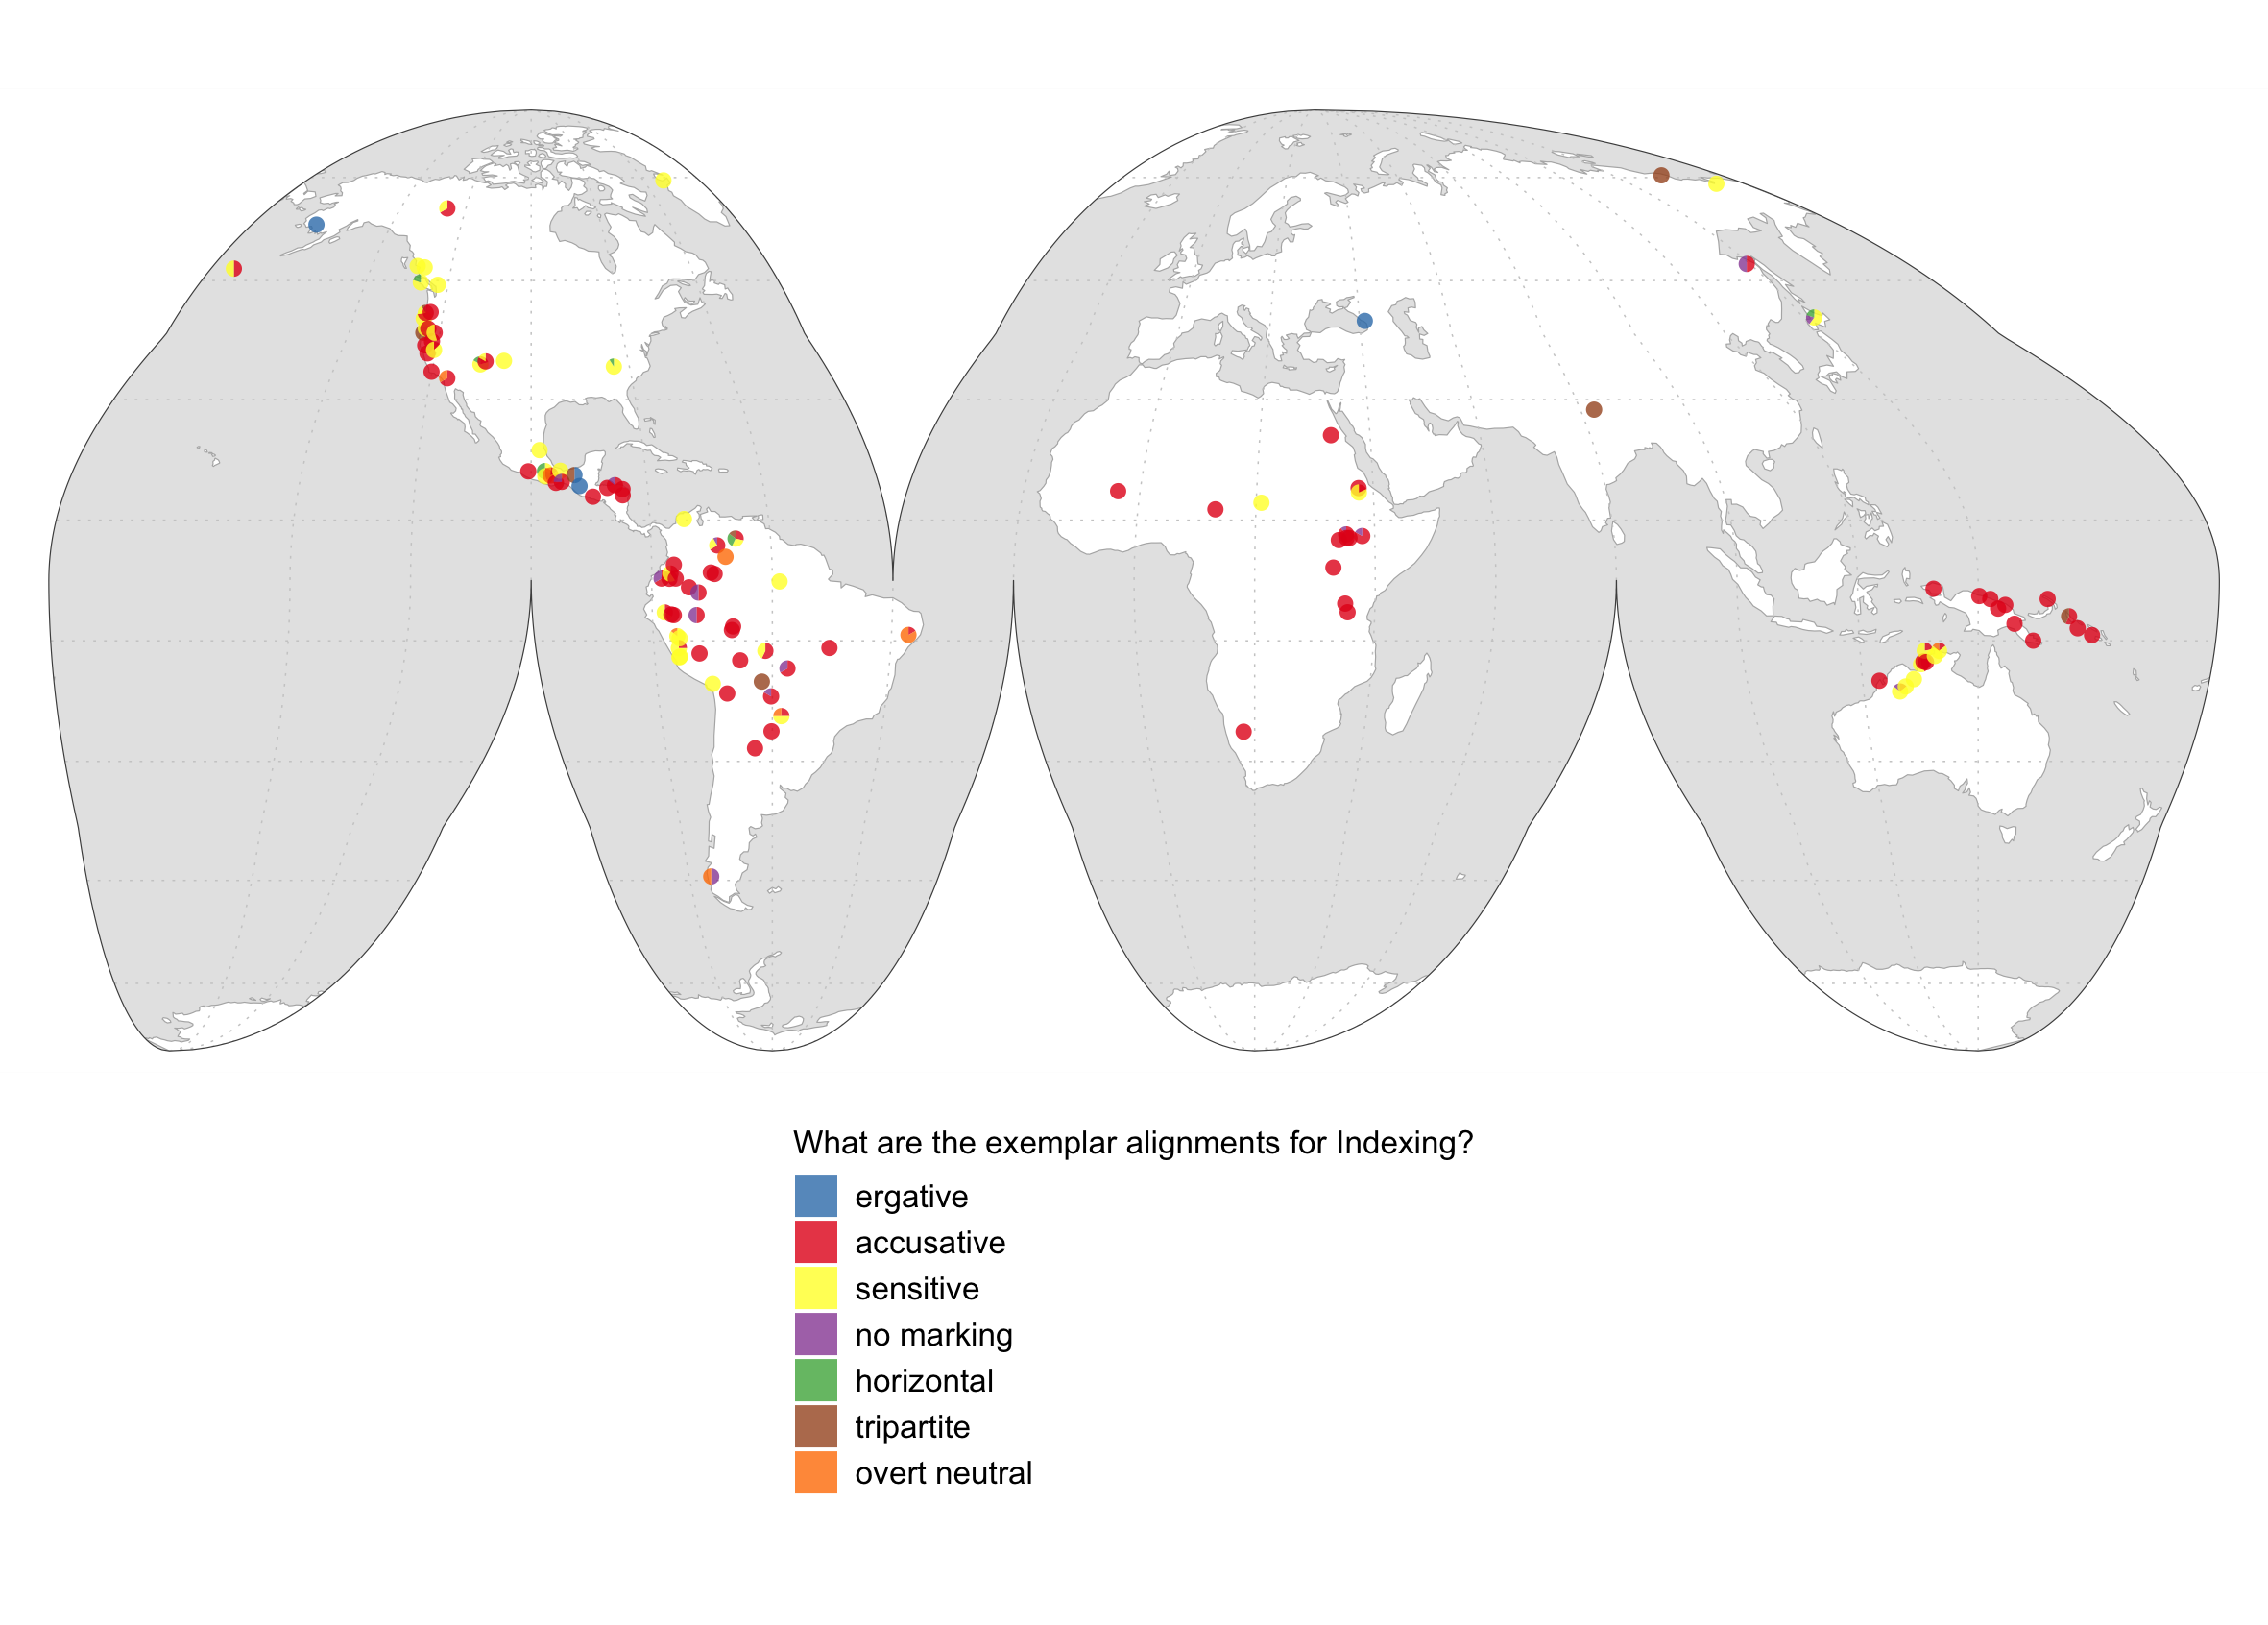 What are the exemplar alignments for Indexing?
ergative
accusative
sensitive
no marking
horizontal
tripartite
overt neutral